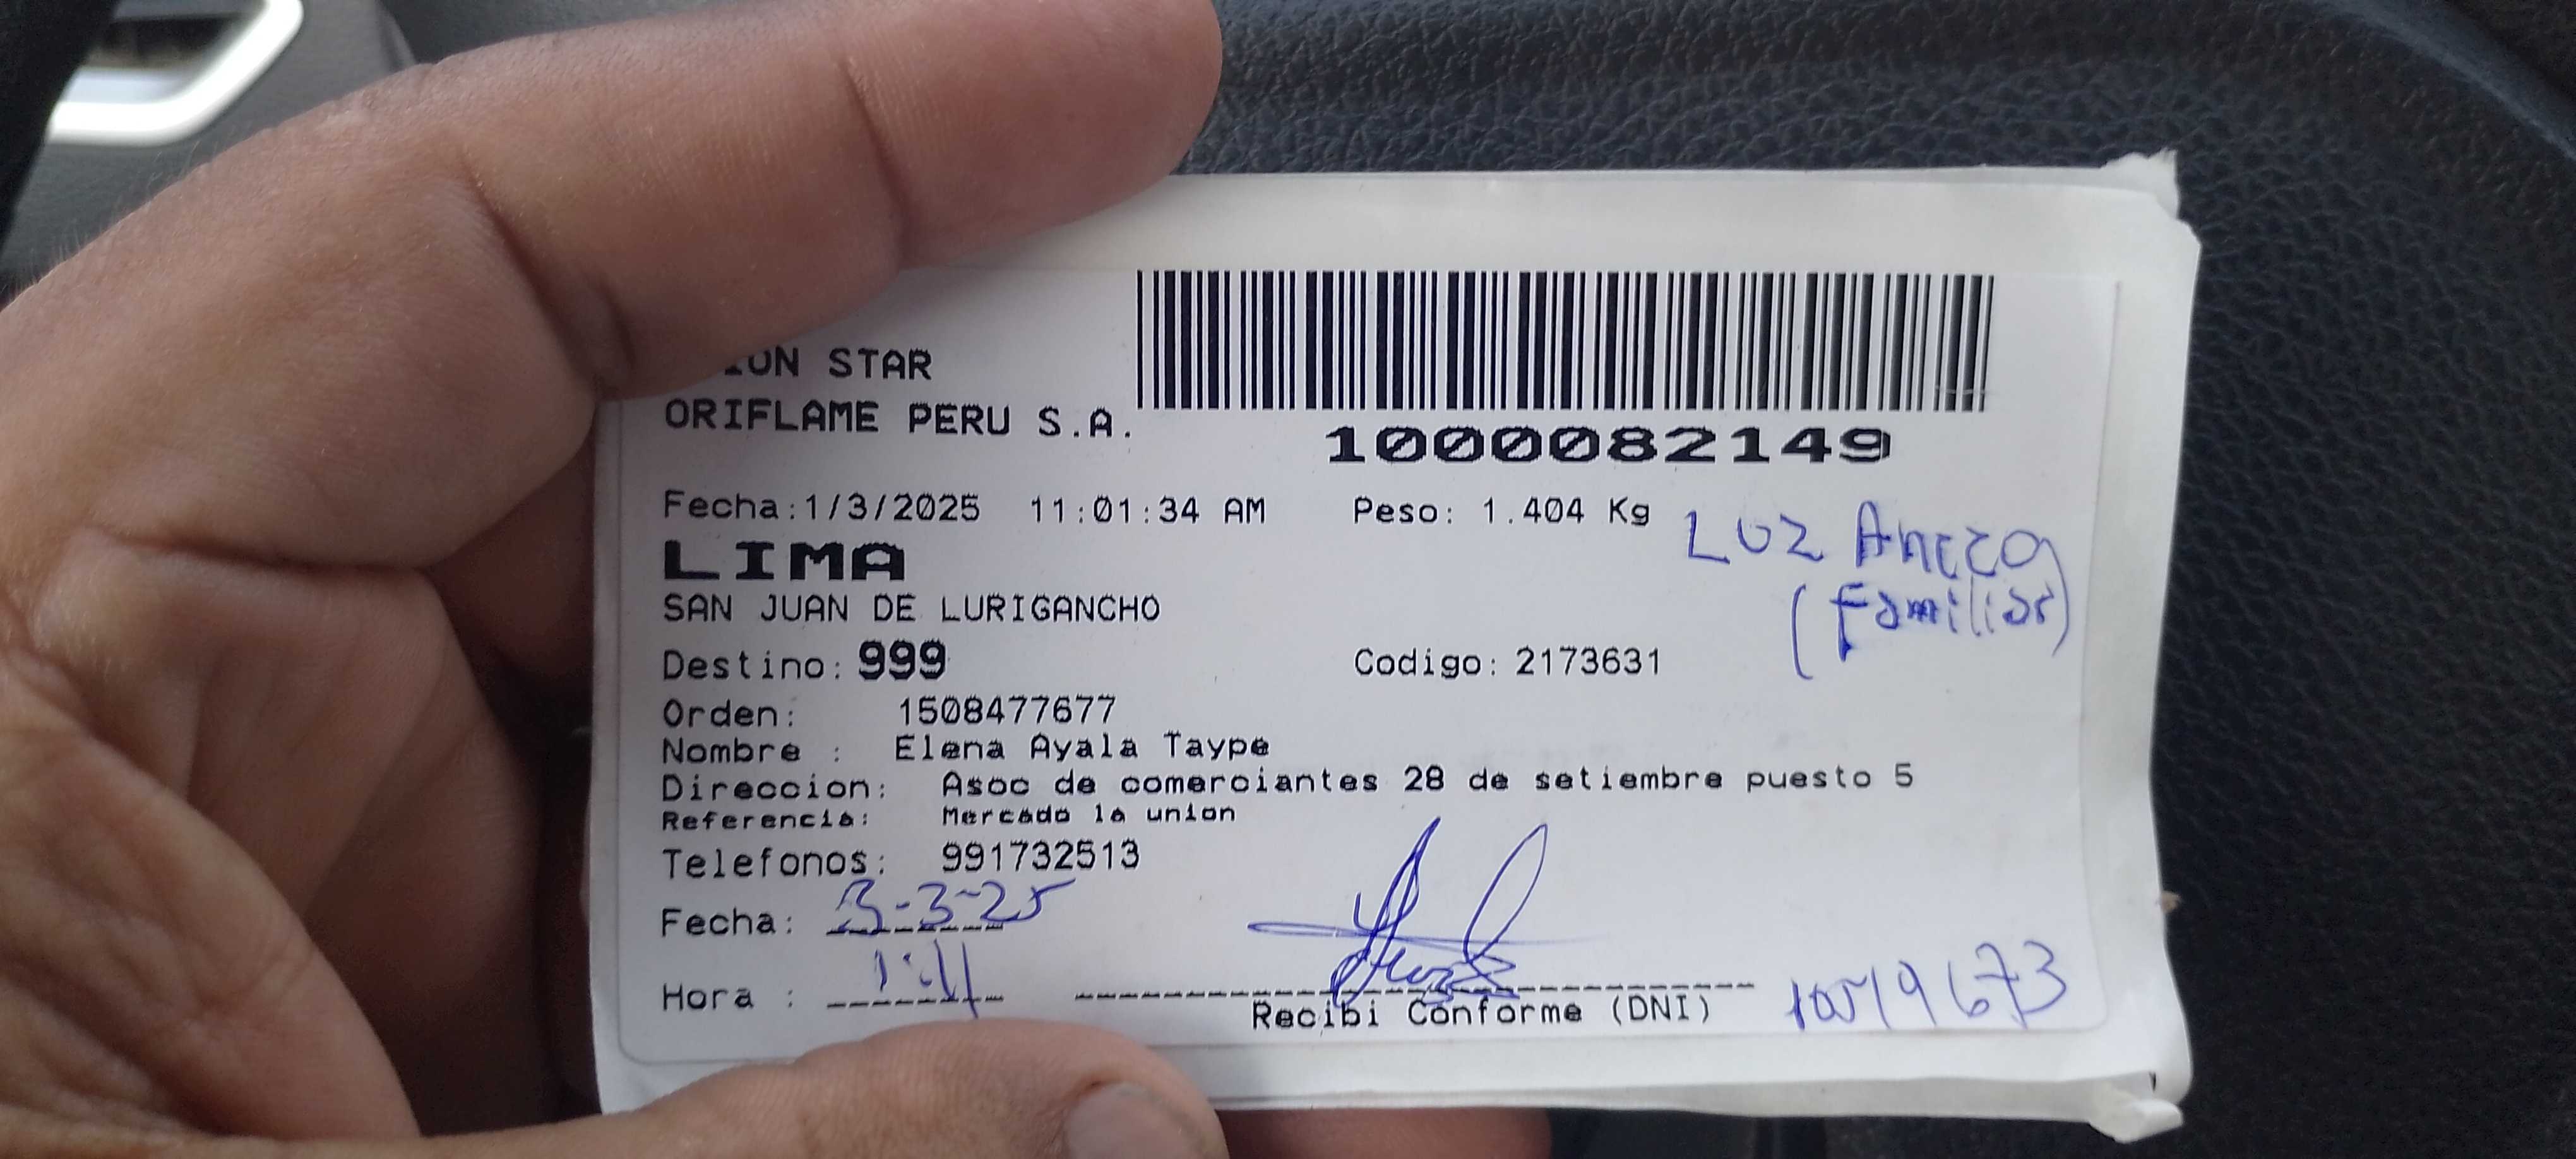 STAR
ORIFLAME PERU S.A.
1000082149
Fecha:1/3/2025 11:01:34 AM Peso: 1.404 Kg
LIMA
LUZ
(Familiar)
SAN JUAN DE LURIGANCHO
Destino: 999 Codigo: 2173631
Orden: 1508477677
Nombre : Elena Ayala Taype
Direccion: Asoc de comerciantes 28 de setiembre puesto 5
Referencia: Mercado la union
Telefonos: 991732513
Fecha: 3-3-25
Hora :
Recibi Conforme (DNI)